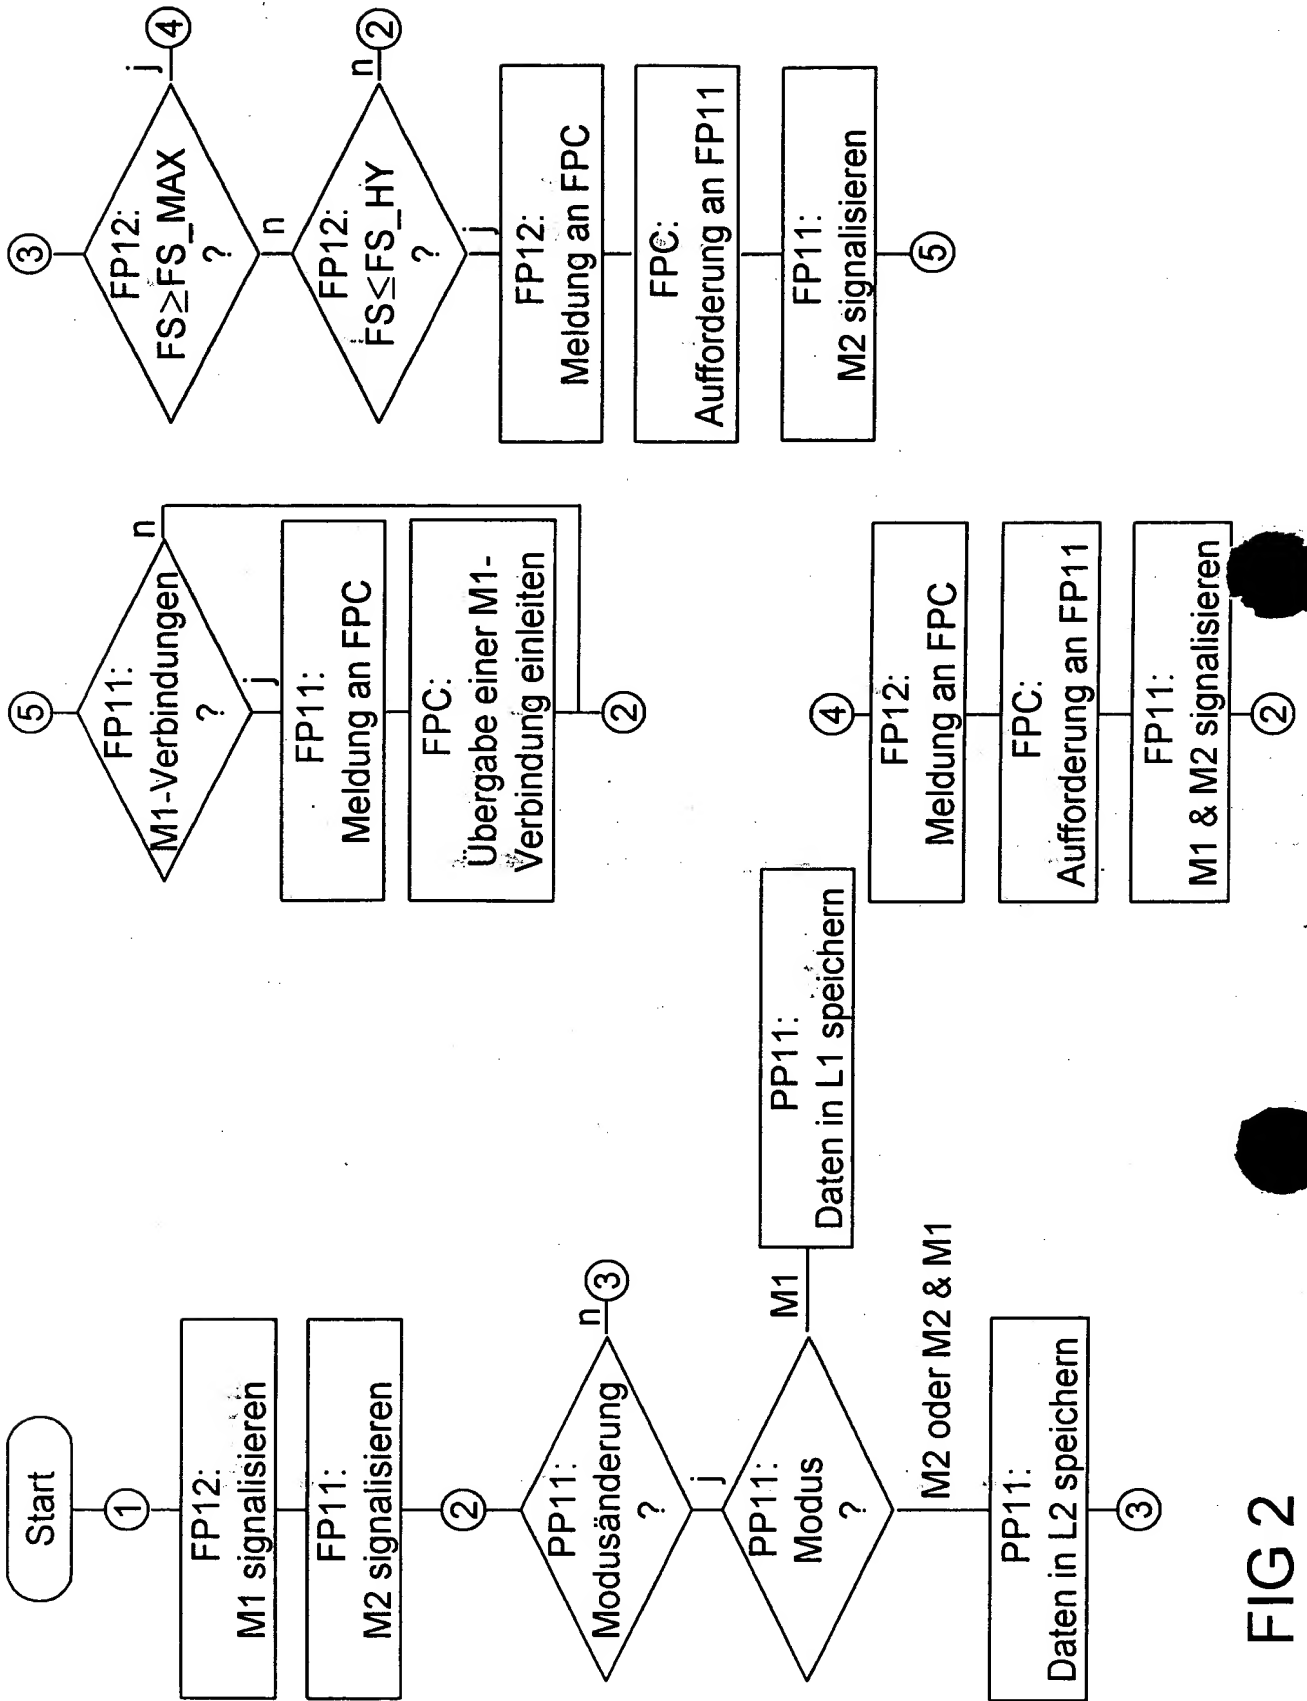 Start
1
FP12:
M1 signalisieren
FP11:
M2 signalisieren
2
PP11:
Modusänderung
?
n
3
j
PP11:
Modus
?
M1
PP11:
Daten in L1 speichern
M2 oder M2 & M1
PP11:
Daten in L2 speichern
3
5
FP11:
M1-Verbindungen
?
n
j
FP11:
Meldung an FPC
FPC:
Übergabe einer M1-
Verbindung einleiten
2
4
FP12:
Meldung an FPC
FPC:
Aufforderung an FP11
FP11:
M1 & M2 signalisieren
2
3
FP12:
FS≥FS_MAX
?
j
4
n
FP12:
FS≤FS_HY
?
n
2
j
FP12:
Meldung an FPC
FPC:
Aufforderung an FP11
FP11:
M2 signalisieren
5
FIG 2